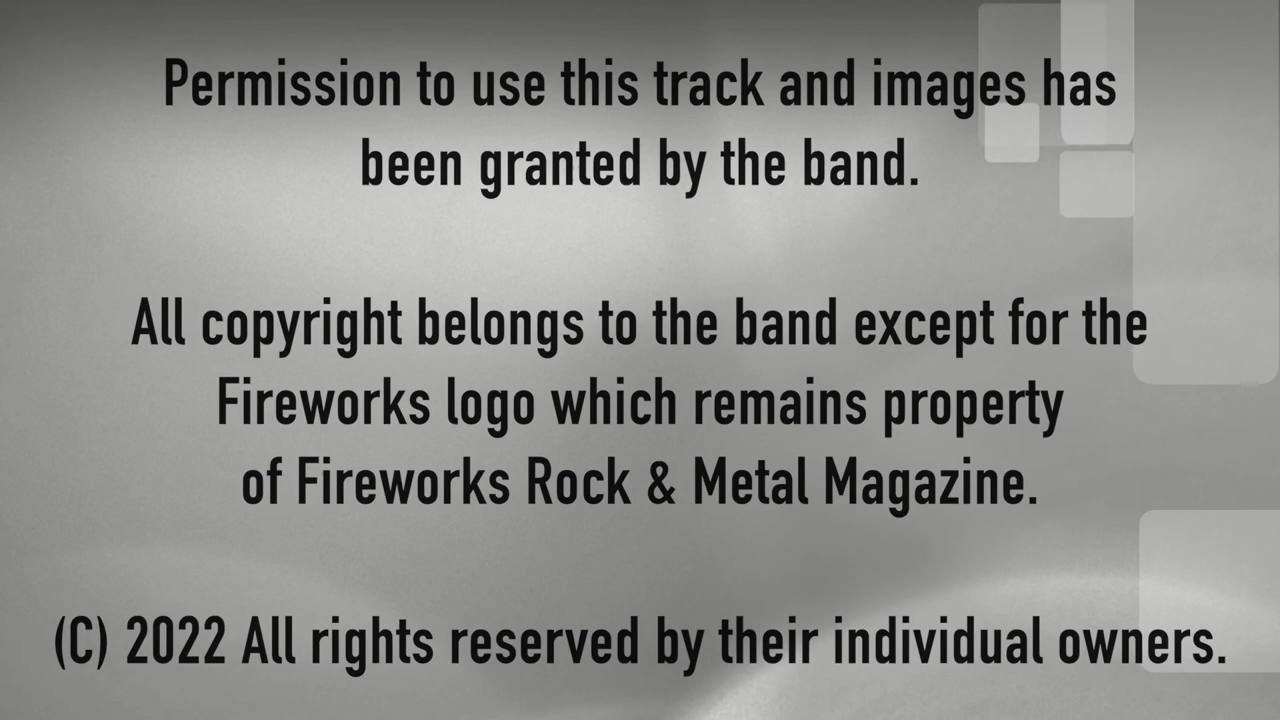 Permission to use this track and images has
been granted by the band.
All copyright belongs to the band except for the
Fireworks logo which remains property
of Fireworks Rock & Metal Magazine.
(C) 2022 All rights reserved by their individual owners.